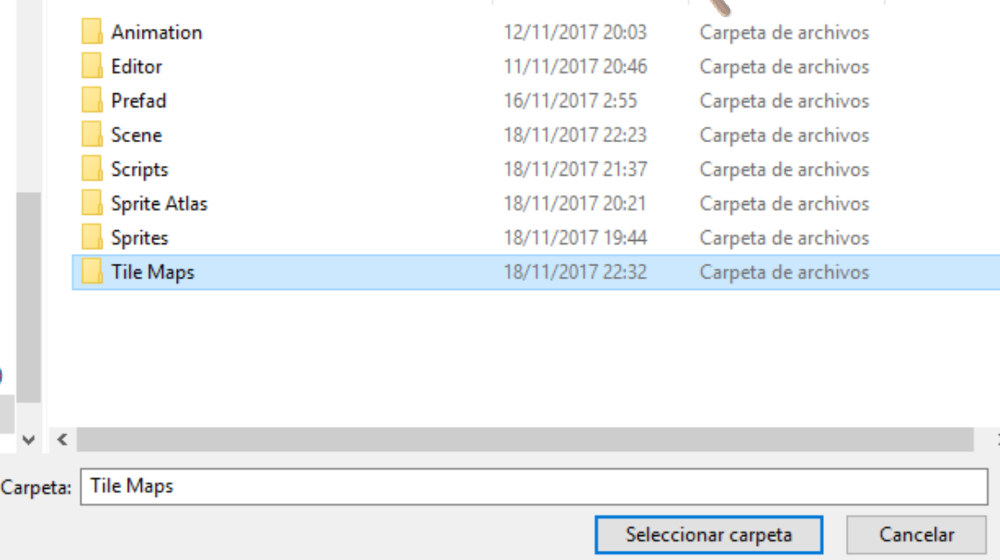 Animation 12/11/2017 20:03 Carpeta de archivos
Editor 11/11/2017 20:46 Carpeta de archivos
Prefad 16/11/2017 2:55 Carpeta de archivos
Scene 18/11/2017 22:23 Carpeta de archivos
Scripts 18/11/2017 21:37 Carpeta de archivos
Sprite Atlas 18/11/2017 20:21 Carpeta de archivos
Sprites 18/11/2017 19:44 Carpeta de archivos
Tile Maps 18/11/2017 22:32 Carpeta de archivos
Carpeta: Tile Maps
Seleccionar carpeta Cancelar